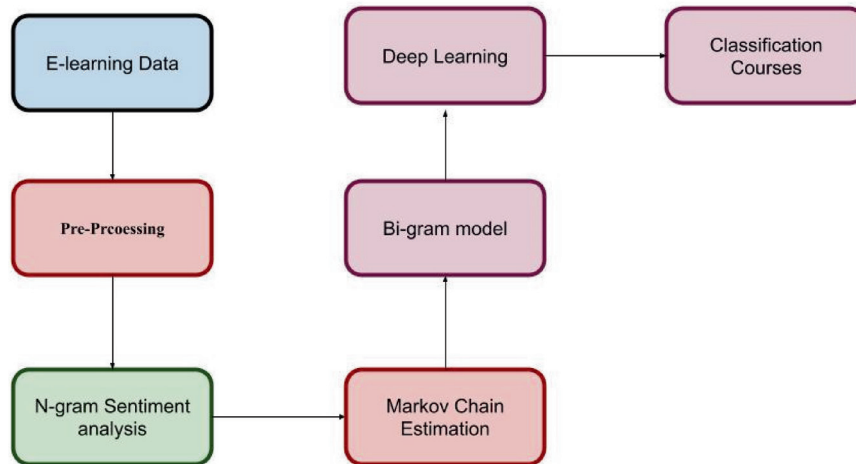 E-learning Data
Pre-Prcoessing
N-gram Sentiment
analysis
Markov Chain
Estimation
Bi-gram model
Deep Learning
Classification
Courses